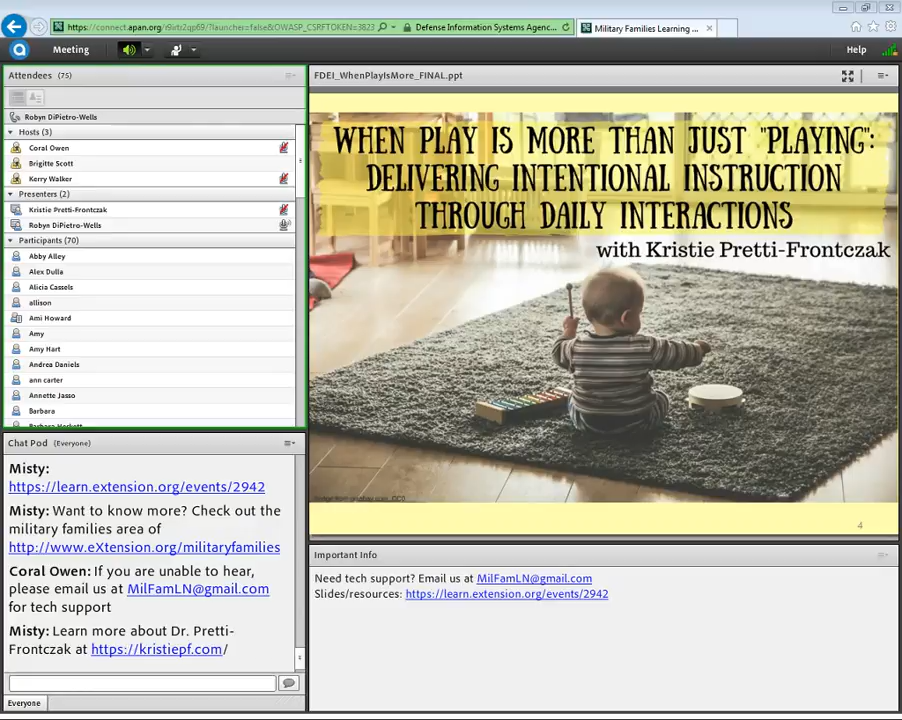 https://connect.apan.org/r9xtz2qp69/?launcher=false&OWASP_CSRFTOKEN=3823
Defense Information Systems Agenc...
Military Families Learning ...
Meeting
Help
Attendees (75)
Robyn DiPietro-Wells
Hosts (3)
Coral Owen
Brigitte Scott
Kerry Walker
Presenters (2)
Kristie Pretti-Frontczak
Robyn DiPietro-Wells
Participants (70)
Abby Alley
Alex Dulla
Alicia Cassels
allison
Ami Howard
Amy
Amy Hart
Andrea Daniels
ann carter
Annette Jasso
Barbara
Chat Pod (Everyone)
Misty:
https://learn.extension.org/events/2942
Misty: Want to know more? Check out the
military families area of
http://www.eXtension.org/militaryfamilies
Coral Owen: If you are unable to hear,
please email us at MilFamLN@gmail.com
for tech support
Misty: Learn more about Dr. Pretti-
Frontczak at https://kristiepf.com/
Everyone
FDEI_WhenPlayIsMore_FINAL.ppt
WHEN PLAY IS MORE THAN JUST "PLAYING":
DELIVERING INTENTIONAL INSTRUCTION
THROUGH DAILY INTERACTIONS
with Kristie Pretti-Frontczak
4
Important Info
Need tech support? Email us at MilFamLN@gmail.com
Slides/resources: https://learn.extension.org/events/2942